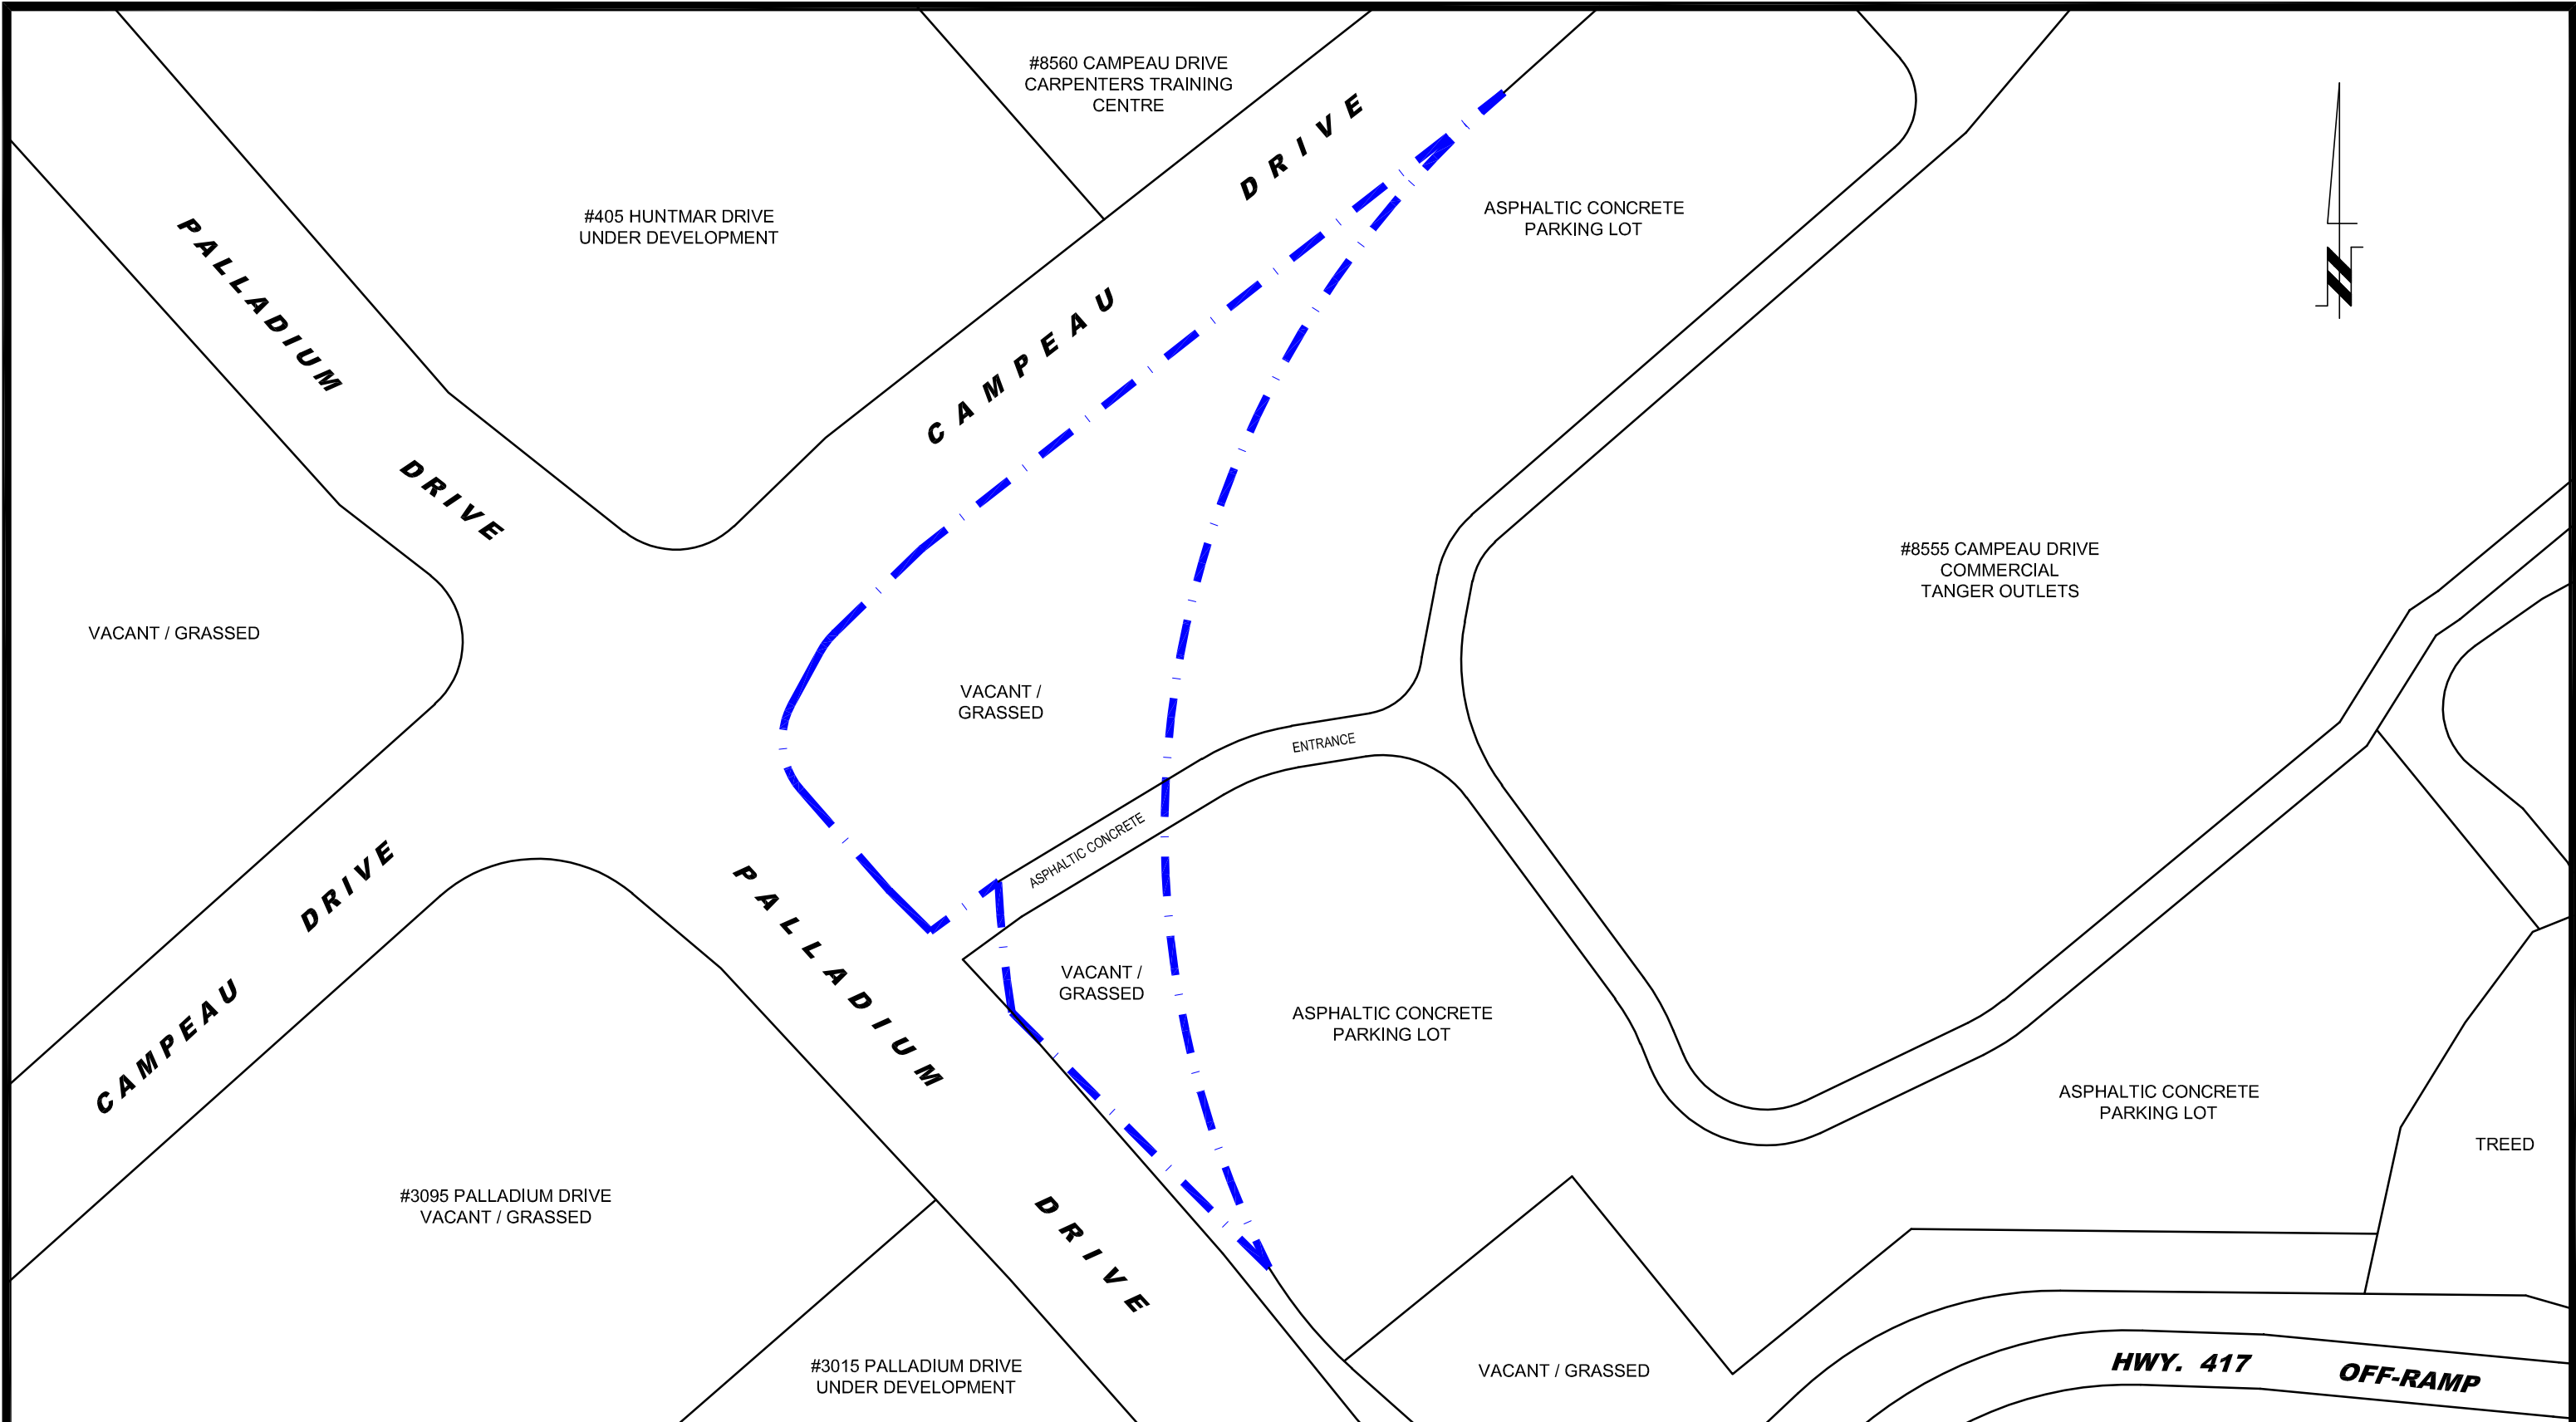 #8560 CAMPEAU DRIVE
CARPENTERS TRAINING
CENTRE
#405 HUNTMAR DRIVE
UNDER DEVELOPMENT
PALLADIUM DRIVE
CAMPEAU DRIVE
ASPHALTIC CONCRETE
PARKING LOT
N
VACANT / GRASSED
#8555 CAMPEAU DRIVE
COMMERCIAL
TANGER OUTLETS
VACANT /
GRASSED
ASPHALTIC CONCRETE ENTRANCE
CAMPEAU DRIVE
PALLADIUM DRIVE
VACANT /
GRASSED
ASPHALTIC CONCRETE
PARKING LOT
ASPHALTIC CONCRETE
PARKING LOT
TREED
#3095 PALLADIUM DRIVE
VACANT / GRASSED
#3015 PALLADIUM DRIVE
UNDER DEVELOPMENT
VACANT / GRASSED
HWY. 417 OFF-RAMP